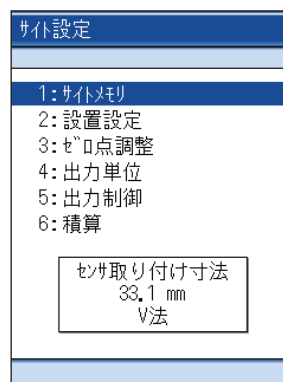 ｻｲﾄ設定
1:ｻｲﾄﾒﾓﾘ
2:設置設定
3:ｾﾞﾛ点調整
4:出力単位
5:出力制御
6:積算
ｾﾝｻ取り付け寸法
33.1 mm
V法